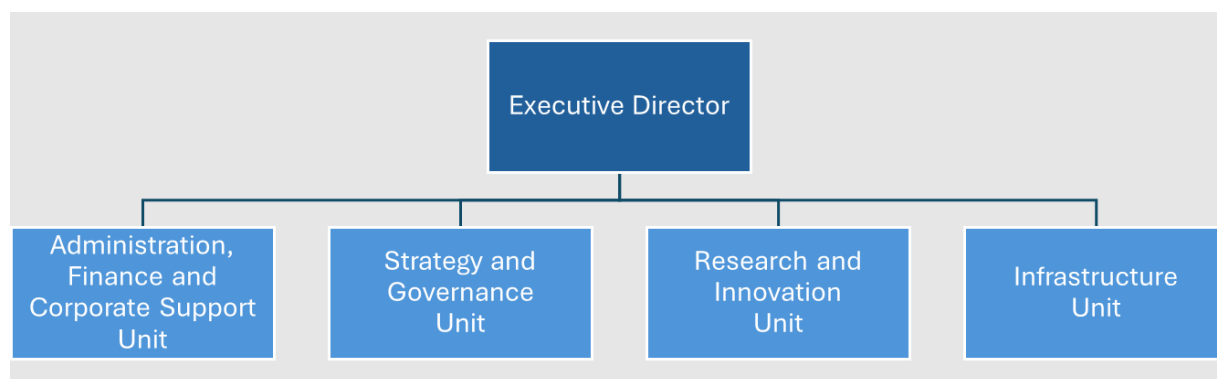 Executive Director
Administration,
Finance and
Corporate Support
Unit
Strategy and
Governance
Unit
Research and
Innovation
Unit
Infrastructure
Unit